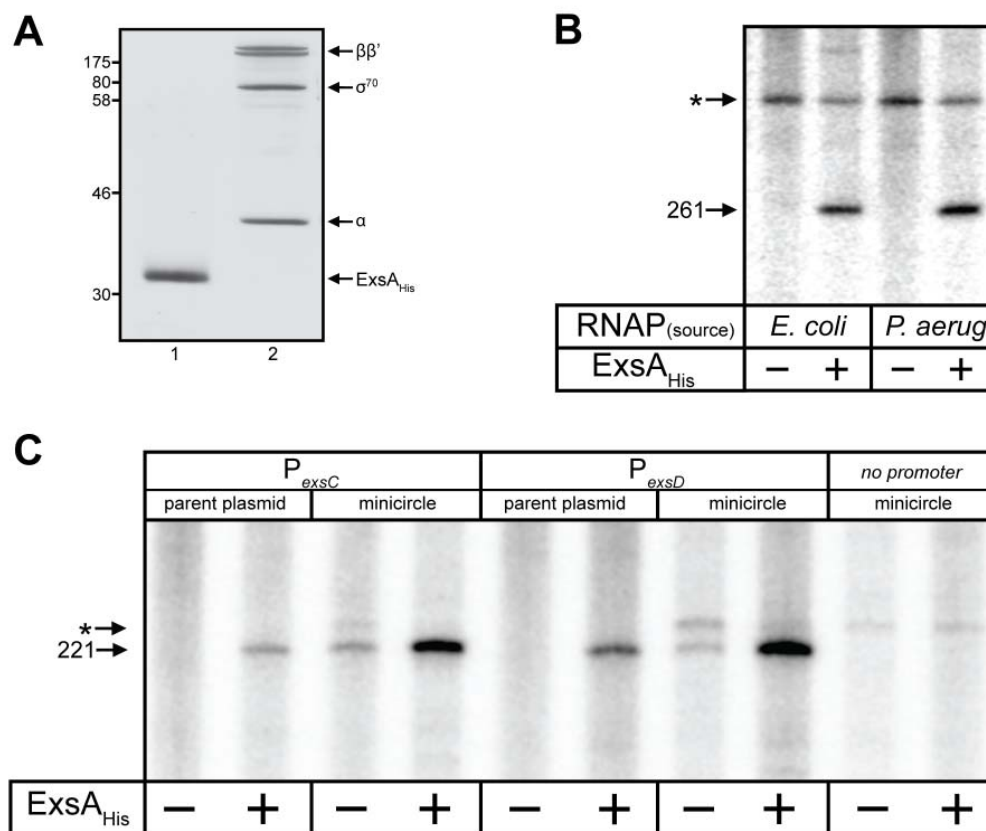 A
175
80
58
46
30
ββ'
σ70
α
ExsAHis
1 2
B
*
261
RNAP(source) E. coli P. aerug
ExsAHis − + − +
C
PexsC PexsD no promoter
parent plasmid minicircle parent plasmid minicircle minicircle
*
221
ExsAHis − + − + − + − + − +